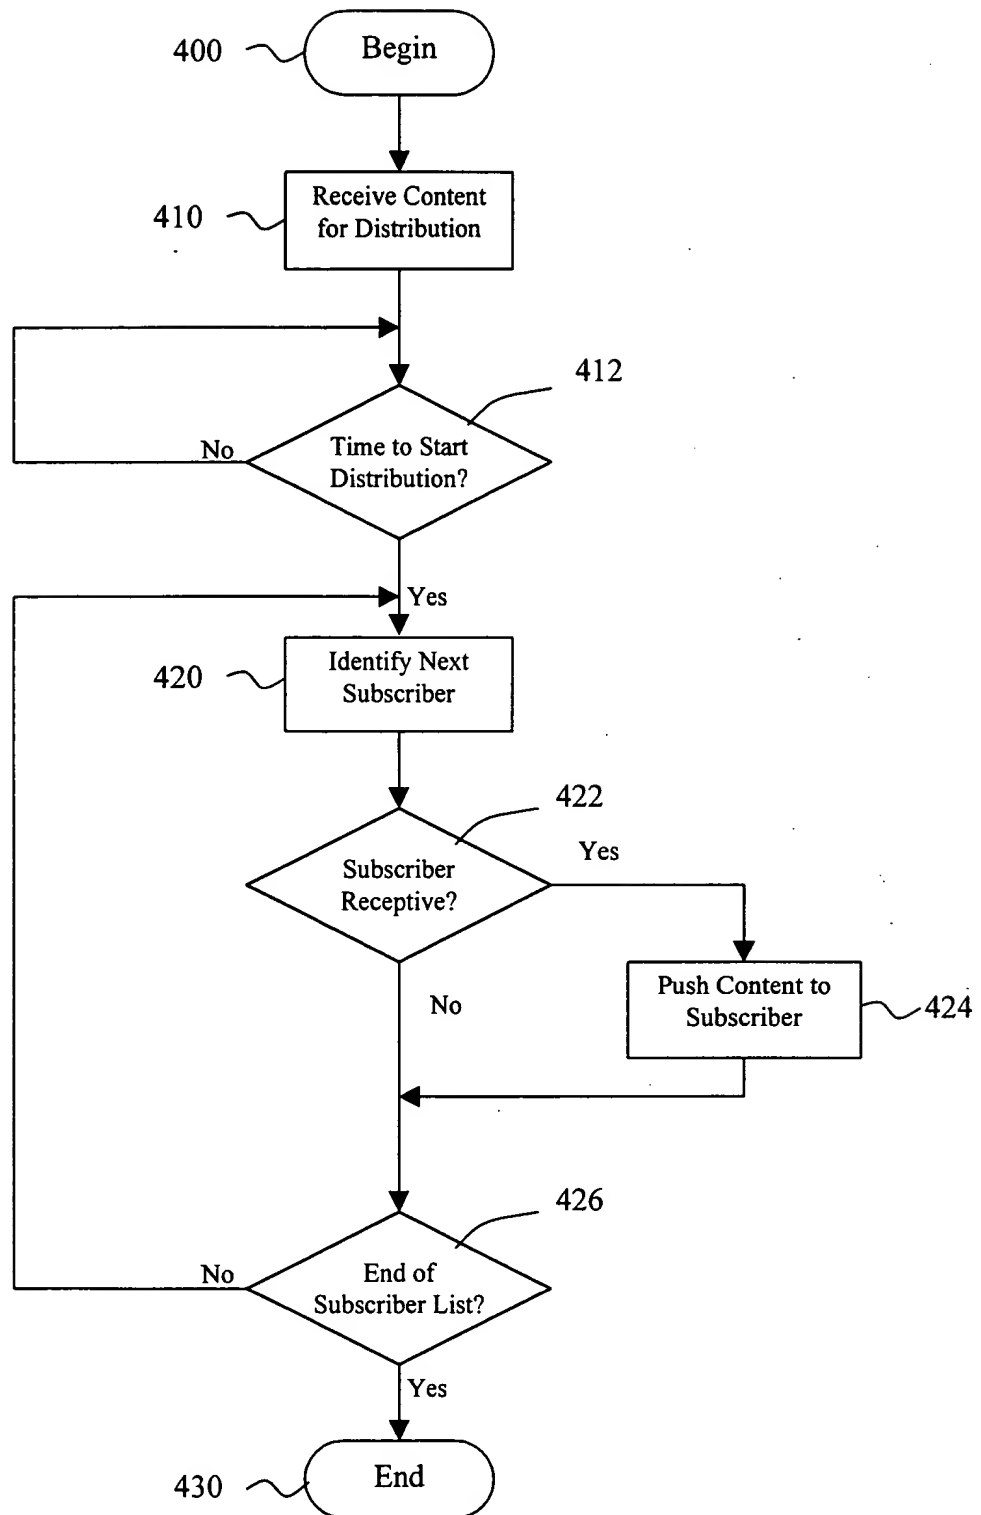 400
Begin
410
Receive Content
for Distribution
412
Time to Start
Distribution?
No
Yes
420
Identify Next
Subscriber
422
Subscriber
Receptive?
Yes
No
Push Content to
Subscriber
424
426
End of
Subscriber List?
No
Yes
430
End